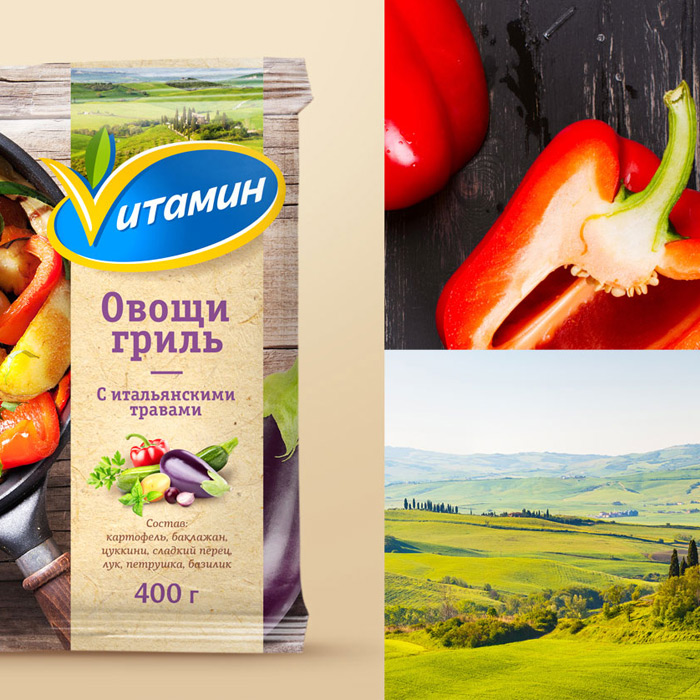 Vитамин
Овощи
гриль
С итальянскими
травами
Состав:
картофель, баклажан,
цуккини, сладкий перец,
лук, петрушка, базилик
400 г